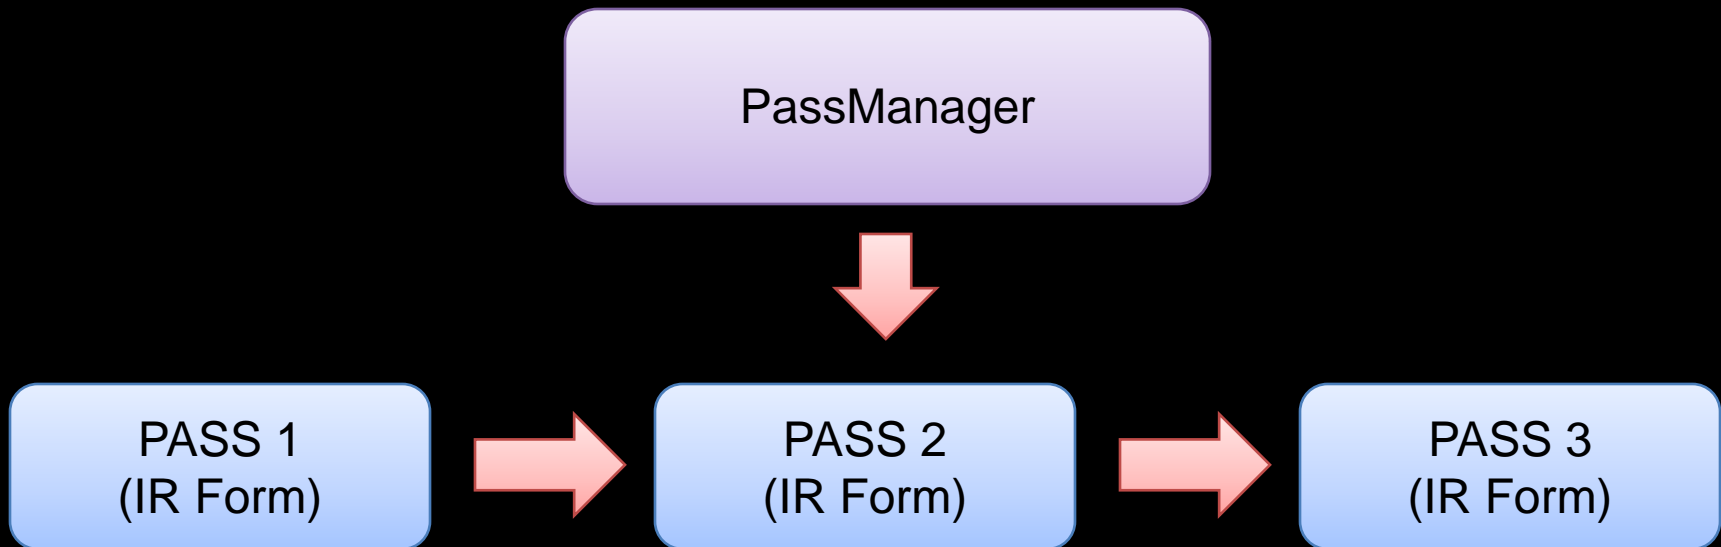 PassManager
PASS 1
(IR Form)
PASS 2
(IR Form)
PASS 3
(IR Form)